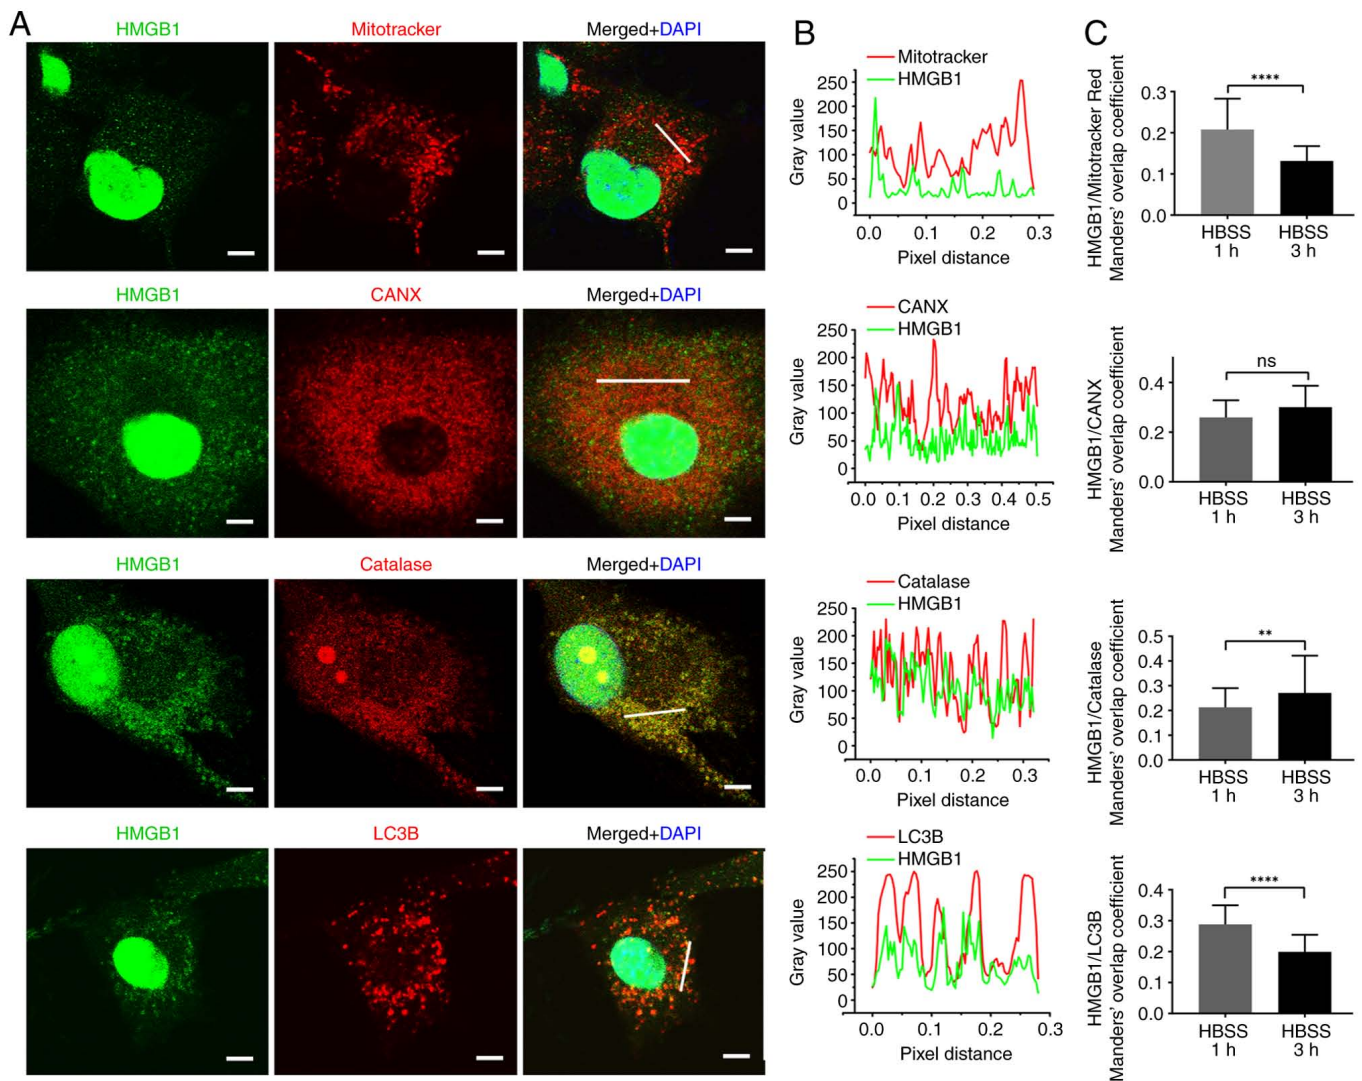 A
HMGB1 Mitotracker Merged+DAPI
HMGB1 CANX Merged+DAPI
HMGB1 Catalase Merged+DAPI
HMGB1 LC3B Merged+DAPI
B
Mitotracker
HMGB1
Gray value
250
200
150
100
50
0
0.0 0.1 0.2 0.3
Pixel distance
CANX
HMGB1
Gray value
250
200
150
100
50
0
0.0 0.1 0.2 0.3 0.4 0.5
Pixel distance
Catalase
HMGB1
Gray value
250
200
150
100
50
0
0.0 0.1 0.2 0.3
Pixel distance
LC3B
HMGB1
Gray value
250
200
150
100
50
0
0.0 0.1 0.2 0.3
Pixel distance
C
HMGB1/Mitotracker Red
Manders' overlap coefficient
****
0.3
0.2
0.1
0.0
HBSS HBSS
1 h 3 h
HMGB1/CANX
Manders' overlap coefficient
ns
0.4
0.2
0.0
HBSS HBSS
1 h 3 h
HMGB1/Catalase
Manders' overlap coefficient
**
0.5
0.4
0.3
0.2
0.1
0.0
HBSS HBSS
1 h 3 h
HMGB1/LC3B
Manders' overlap coefficient
****
0.4
0.3
0.2
0.1
0.0
HBSS HBSS
1 h 3 h